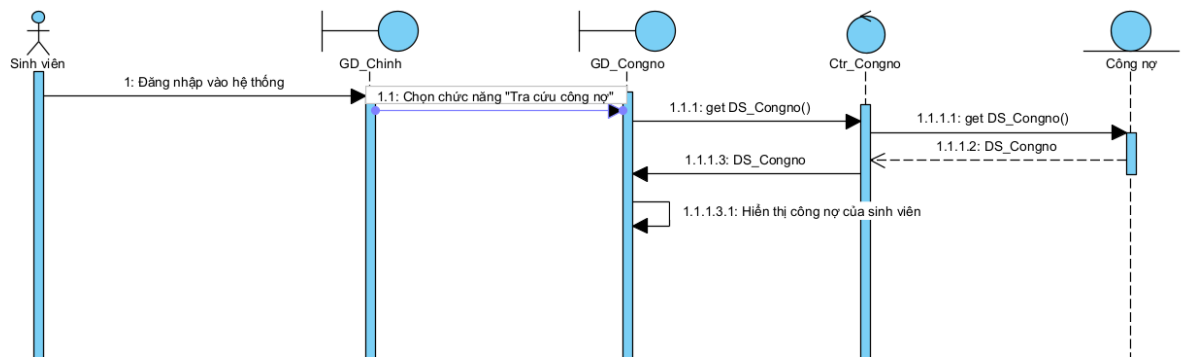 Sinh viên
GD_Chinh
GD_Congno
Ctr_Congno
Công nợ
1: Đăng nhập vào hệ thống
1.1: Chọn chức năng "Tra cứu công nợ"
1.1.1: get DS_Congno()
1.1.1.1: get DS_Congno()
1.1.1.2: DS_Congno
1.1.1.3: DS_Congno
1.1.1.3.1: Hiển thị công nợ của sinh viên